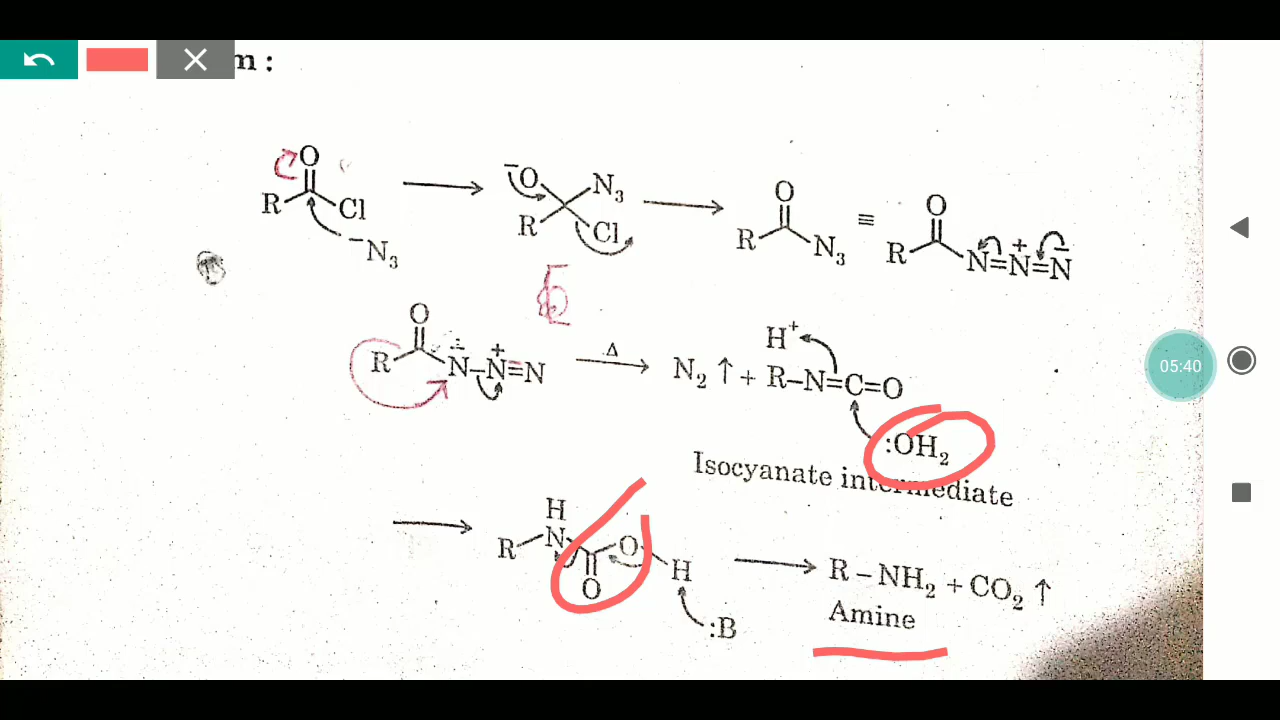 m :
O O⁻ N₃ O O
R Cl ⁻N₃ R Cl R N₃ ≡ R N=N⁺=N⁻
O H⁺
R N⁻–N⁺≡N Δ N₂ ↑ + R–N=C=O
:OH₂
05:40
Isocyanate intermediate
H
R N O H R – NH₂ + CO₂ ↑
O :B Amine